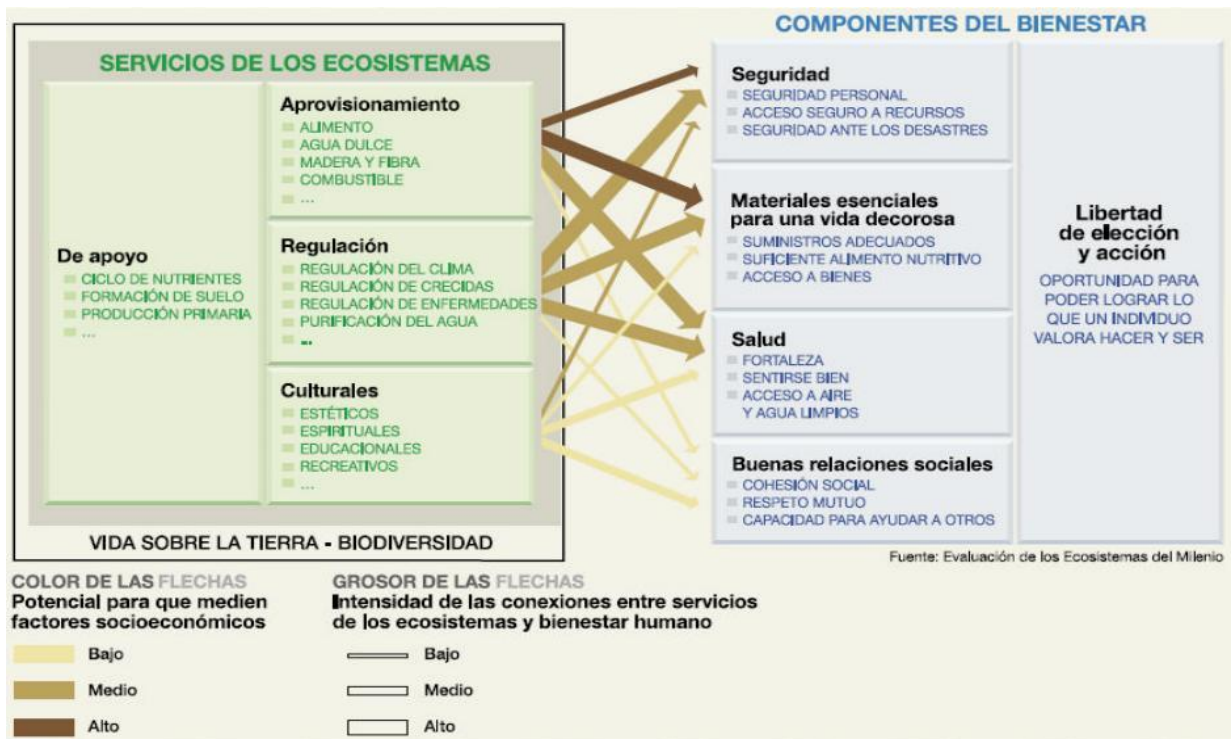 COMPONENTES DEL BIENESTAR
SERVICIOS DE LOS ECOSISTEMAS
De apoyo
CICLO DE NUTRIENTES
FORMACIÓN DE SUELO
PRODUCCIÓN PRIMARIA
...
Aprovisionamiento
ALIMENTO
AGUA DULCE
MADERA Y FIBRA
COMBUSTIBLE
...
Regulación
REGULACIÓN DEL CLIMA
REGULACIÓN DE CRECIDAS
REGULACIÓN DE ENFERMEDADES
PURIFICACIÓN DEL AGUA
...
Culturales
ESTÉTICOS
ESPIRITUALES
EDUCACIONALES
RECREATIVOS
...
VIDA SOBRE LA TIERRA - BIODIVERSIDAD
Seguridad
SEGURIDAD PERSONAL
ACCESO SEGURO A RECURSOS
SEGURIDAD ANTE LOS DESASTRES
Materiales esenciales
para una vida decorosa
SUMINISTROS ADECUADOS
SUFICIENTE ALIMENTO NUTRITIVO
ACCESO A BIENES
Salud
FORTALEZA
SENTIRSE BIEN
ACCESO A AIRE
Y AGUA LIMPIOS
Buenas relaciones sociales
COHESIÓN SOCIAL
RESPETO MUTUO
CAPACIDAD PARA AYUDAR A OTROS
Libertad
de elección
y acción
OPORTUNIDAD PARA
PODER LOGRAR LO
QUE UN INDIVIDUO
VALORA HACER Y SER
Fuente: Evaluación de los Ecosistemas del Milenio
COLOR DE LAS FLECHAS
Potencial para que medien
factores socioeconómicos
Bajo
Medio
Alto
GROSOR DE LAS FLECHAS
Intensidad de las conexiones entre servicios
de los ecosistemas y bienestar humano
Bajo
Medio
Alto